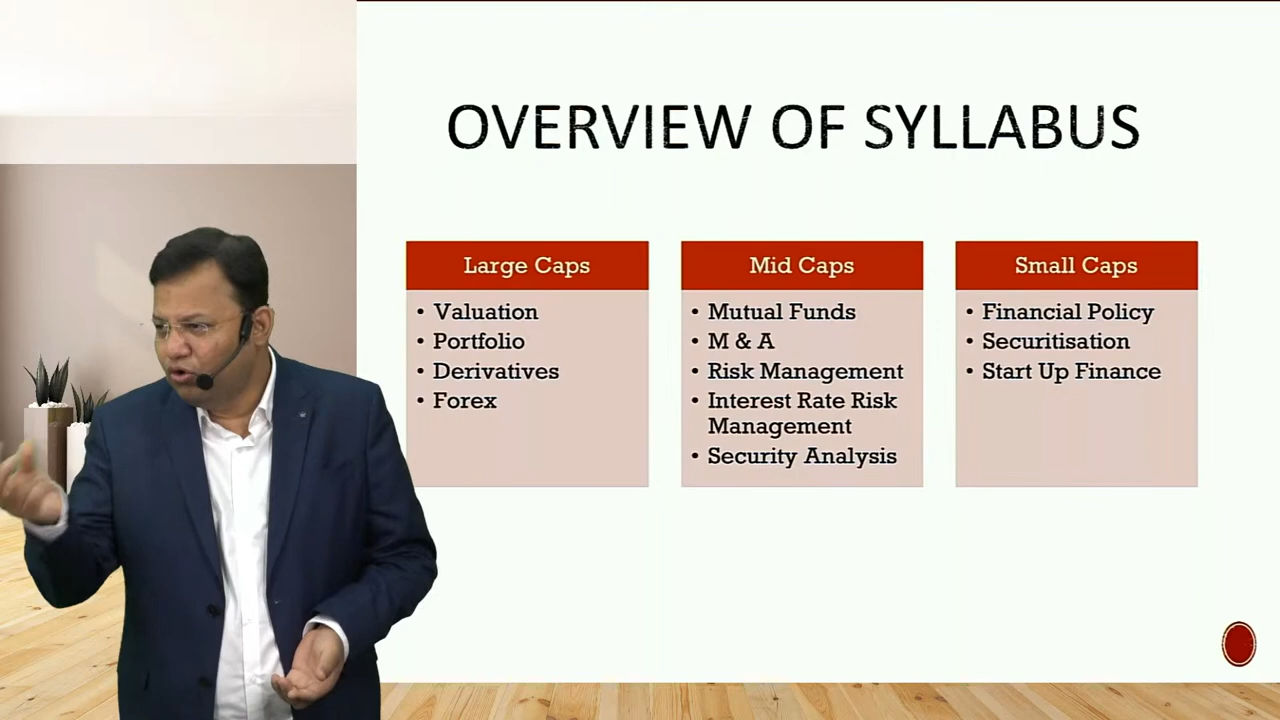 OVERVIEW OF SYLLABUS
Large Caps
• Valuation
• Portfolio
• Derivatives
• Forex
Mid Caps
• Mutual Funds
• M & A
• Risk Management
• Interest Rate Risk
Management
• Security Analysis
Small Caps
• Financial Policy
• Securitisation
• Start Up Finance